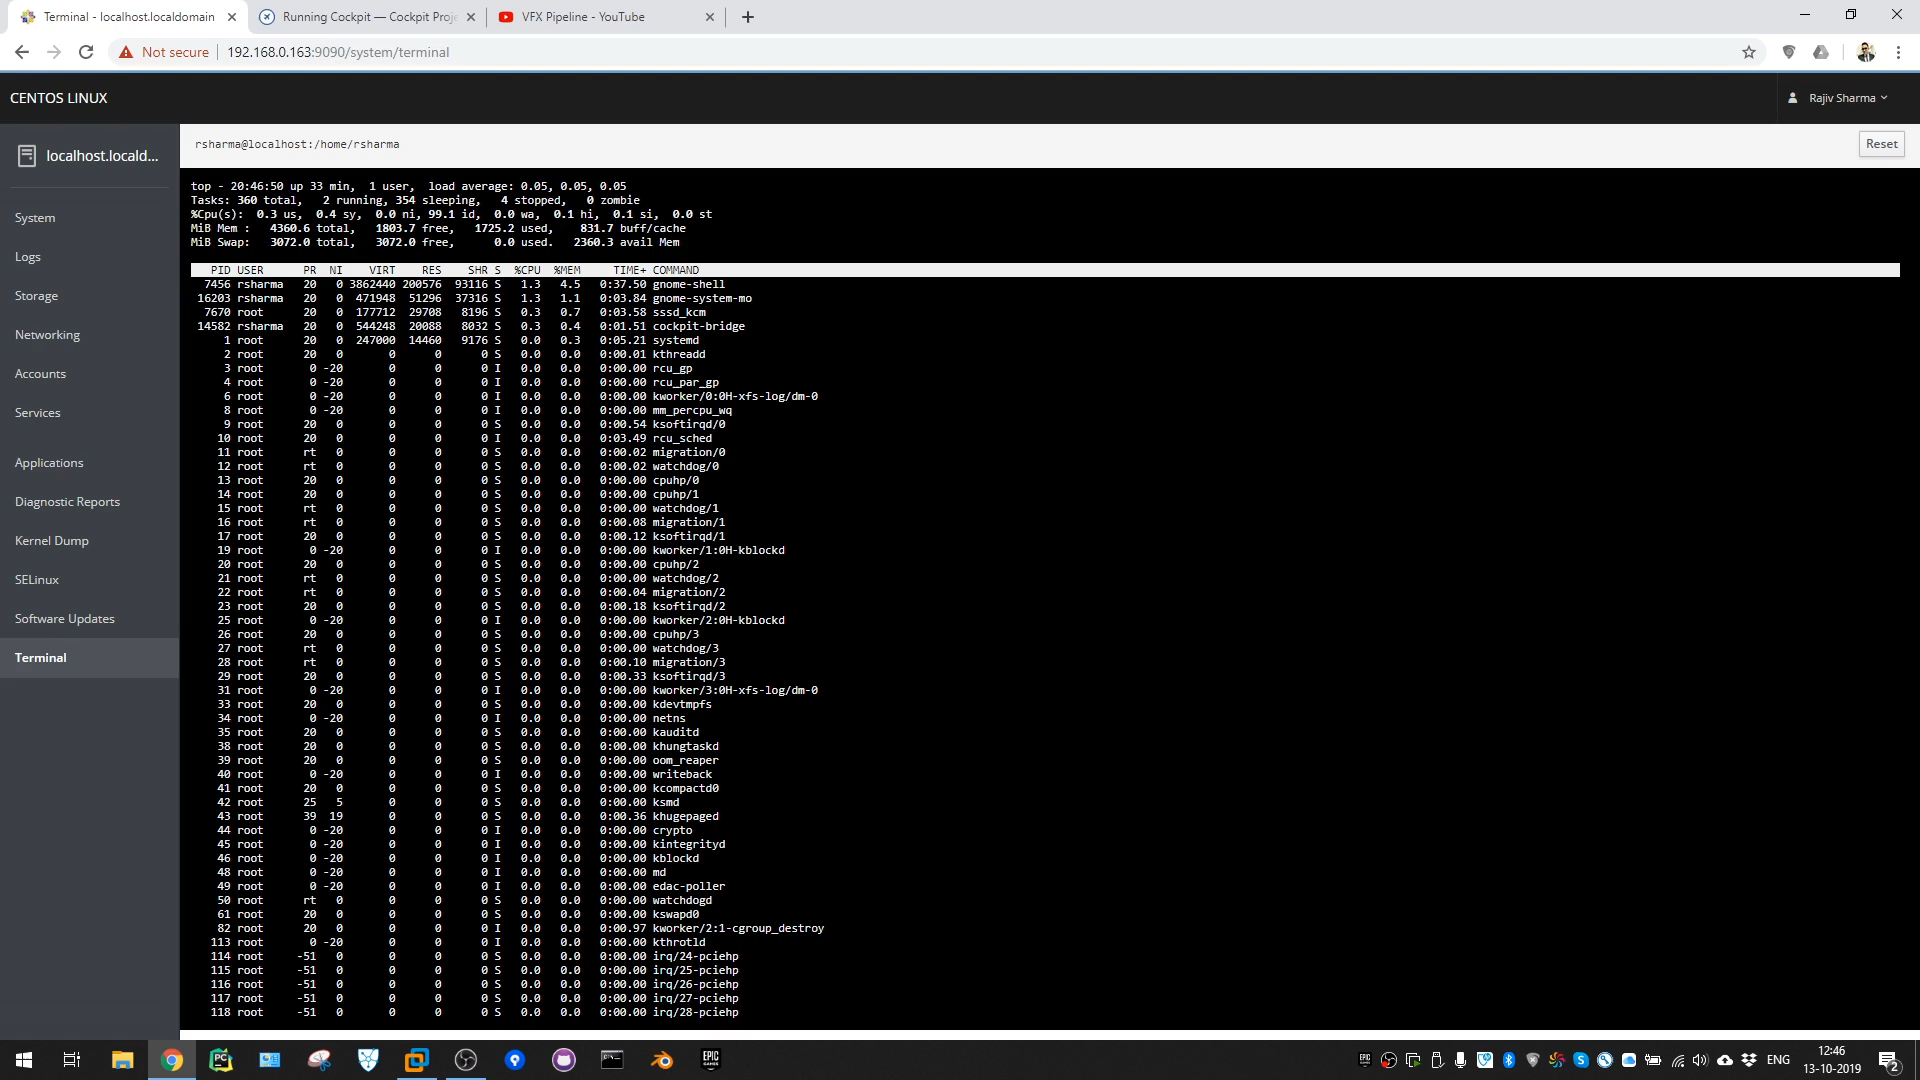 Terminal - localhost.localdomain
Running Cockpit — Cockpit Proje
VFX Pipeline - YouTube
Not secure
192.168.0.163:9090/system/terminal
CENTOS LINUX
Rajiv Sharma
localhost.locald...
rsharma@localhost:/home/rsharma
Reset
System
Logs
Storage
Networking
Accounts
Services
Applications
Diagnostic Reports
Kernel Dump
SELinux
Software Updates
Terminal
top - 20:46:50 up 33 min,  1 user,  load average: 0.05, 0.05, 0.05
Tasks: 360 total,   2 running, 354 sleeping,   4 stopped,   0 zombie
%Cpu(s):  0.3 us,  0.4 sy,  0.0 ni, 99.1 id,  0.0 wa,  0.1 hi,  0.1 si,  0.0 st
MiB Mem :   4360.6 total,   1803.7 free,   1725.2 used,    831.7 buff/cache
MiB Swap:   3072.0 total,   3072.0 free,      0.0 used.   2360.3 avail Mem
PID USER PR NI VIRT RES SHR S %CPU %MEM TIME+ COMMAND
7456 rsharma 20 0 3862440 200576 93116 S 1.3 4.5 0:37.50 gnome-shell
16203 rsharma 20 0 471948 51296 37316 S 1.3 1.1 0:03.84 gnome-system-mo
7670 root 20 0 177712 29708 8196 S 0.3 0.7 0:03.58 sssd_kcm
14582 rsharma 20 0 544248 20088 8032 S 0.3 0.4 0:01.51 cockpit-bridge
1 root 20 0 247000 14460 9176 S 0.0 0.3 0:05.21 systemd
2 root 20 0 0 0 0 S 0.0 0.0 0:00.01 kthreadd
3 root 0 -20 0 0 0 I 0.0 0.0 0:00.00 rcu_gp
4 root 0 -20 0 0 0 I 0.0 0.0 0:00.00 rcu_par_gp
6 root 0 -20 0 0 0 I 0.0 0.0 0:00.00 kworker/0:0H-xfs-log/dm-0
8 root 0 -20 0 0 0 I 0.0 0.0 0:00.00 mm_percpu_wq
9 root 20 0 0 0 0 S 0.0 0.0 0:00.54 ksoftirqd/0
10 root 20 0 0 0 0 I 0.0 0.0 0:03.49 rcu_sched
11 root rt 0 0 0 0 S 0.0 0.0 0:00.02 migration/0
12 root rt 0 0 0 0 S 0.0 0.0 0:00.02 watchdog/0
13 root 20 0 0 0 0 S 0.0 0.0 0:00.00 cpuhp/0
14 root 20 0 0 0 0 S 0.0 0.0 0:00.00 cpuhp/1
15 root rt 0 0 0 0 S 0.0 0.0 0:00.00 watchdog/1
16 root rt 0 0 0 0 S 0.0 0.0 0:00.08 migration/1
17 root 20 0 0 0 0 S 0.0 0.0 0:00.12 ksoftirqd/1
19 root 0 -20 0 0 0 I 0.0 0.0 0:00.00 kworker/1:0H-kblockd
20 root 20 0 0 0 0 S 0.0 0.0 0:00.00 cpuhp/2
21 root rt 0 0 0 0 S 0.0 0.0 0:00.00 watchdog/2
22 root rt 0 0 0 0 S 0.0 0.0 0:00.04 migration/2
23 root 20 0 0 0 0 S 0.0 0.0 0:00.18 ksoftirqd/2
25 root 0 -20 0 0 0 I 0.0 0.0 0:00.00 kworker/2:0H-kblockd
26 root 20 0 0 0 0 S 0.0 0.0 0:00.00 cpuhp/3
27 root rt 0 0 0 0 S 0.0 0.0 0:00.00 watchdog/3
28 root rt 0 0 0 0 S 0.0 0.0 0:00.10 migration/3
29 root 20 0 0 0 0 S 0.0 0.0 0:00.33 ksoftirqd/3
31 root 0 -20 0 0 0 I 0.0 0.0 0:00.00 kworker/3:0H-xfs-log/dm-0
33 root 20 0 0 0 0 S 0.0 0.0 0:00.00 kdevtmpfs
34 root 0 -20 0 0 0 I 0.0 0.0 0:00.00 netns
35 root 20 0 0 0 0 S 0.0 0.0 0:00.00 kauditd
38 root 20 0 0 0 0 S 0.0 0.0 0:00.00 khungtaskd
39 root 20 0 0 0 0 S 0.0 0.0 0:00.00 oom_reaper
40 root 0 -20 0 0 0 I 0.0 0.0 0:00.00 writeback
41 root 20 0 0 0 0 S 0.0 0.0 0:00.00 kcompactd0
42 root 25 5 0 0 0 S 0.0 0.0 0:00.00 ksmd
43 root 39 19 0 0 0 S 0.0 0.0 0:00.36 khugepaged
44 root 0 -20 0 0 0 I 0.0 0.0 0:00.00 crypto
45 root 0 -20 0 0 0 I 0.0 0.0 0:00.00 kintegrityd
46 root 0 -20 0 0 0 I 0.0 0.0 0:00.00 kblockd
48 root 0 -20 0 0 0 I 0.0 0.0 0:00.00 md
49 root 0 -20 0 0 0 I 0.0 0.0 0:00.00 edac-poller
50 root rt 0 0 0 0 S 0.0 0.0 0:00.00 watchdogd
61 root 20 0 0 0 0 S 0.0 0.0 0:00.00 kswapd0
82 root 20 0 0 0 0 I 0.0 0.0 0:00.97 kworker/2:1-cgroup_destroy
113 root 0 -20 0 0 0 I 0.0 0.0 0:00.00 kthrotld
114 root -51 0 0 0 0 S 0.0 0.0 0:00.00 irq/24-pciehp
115 root -51 0 0 0 0 S 0.0 0.0 0:00.00 irq/25-pciehp
116 root -51 0 0 0 0 S 0.0 0.0 0:00.00 irq/26-pciehp
117 root -51 0 0 0 0 S 0.0 0.0 0:00.00 irq/27-pciehp
118 root -51 0 0 0 0 S 0.0 0.0 0:00.00 irq/28-pciehp
PC
EPIC GAMES
ENG
12:46
13-10-2019
2